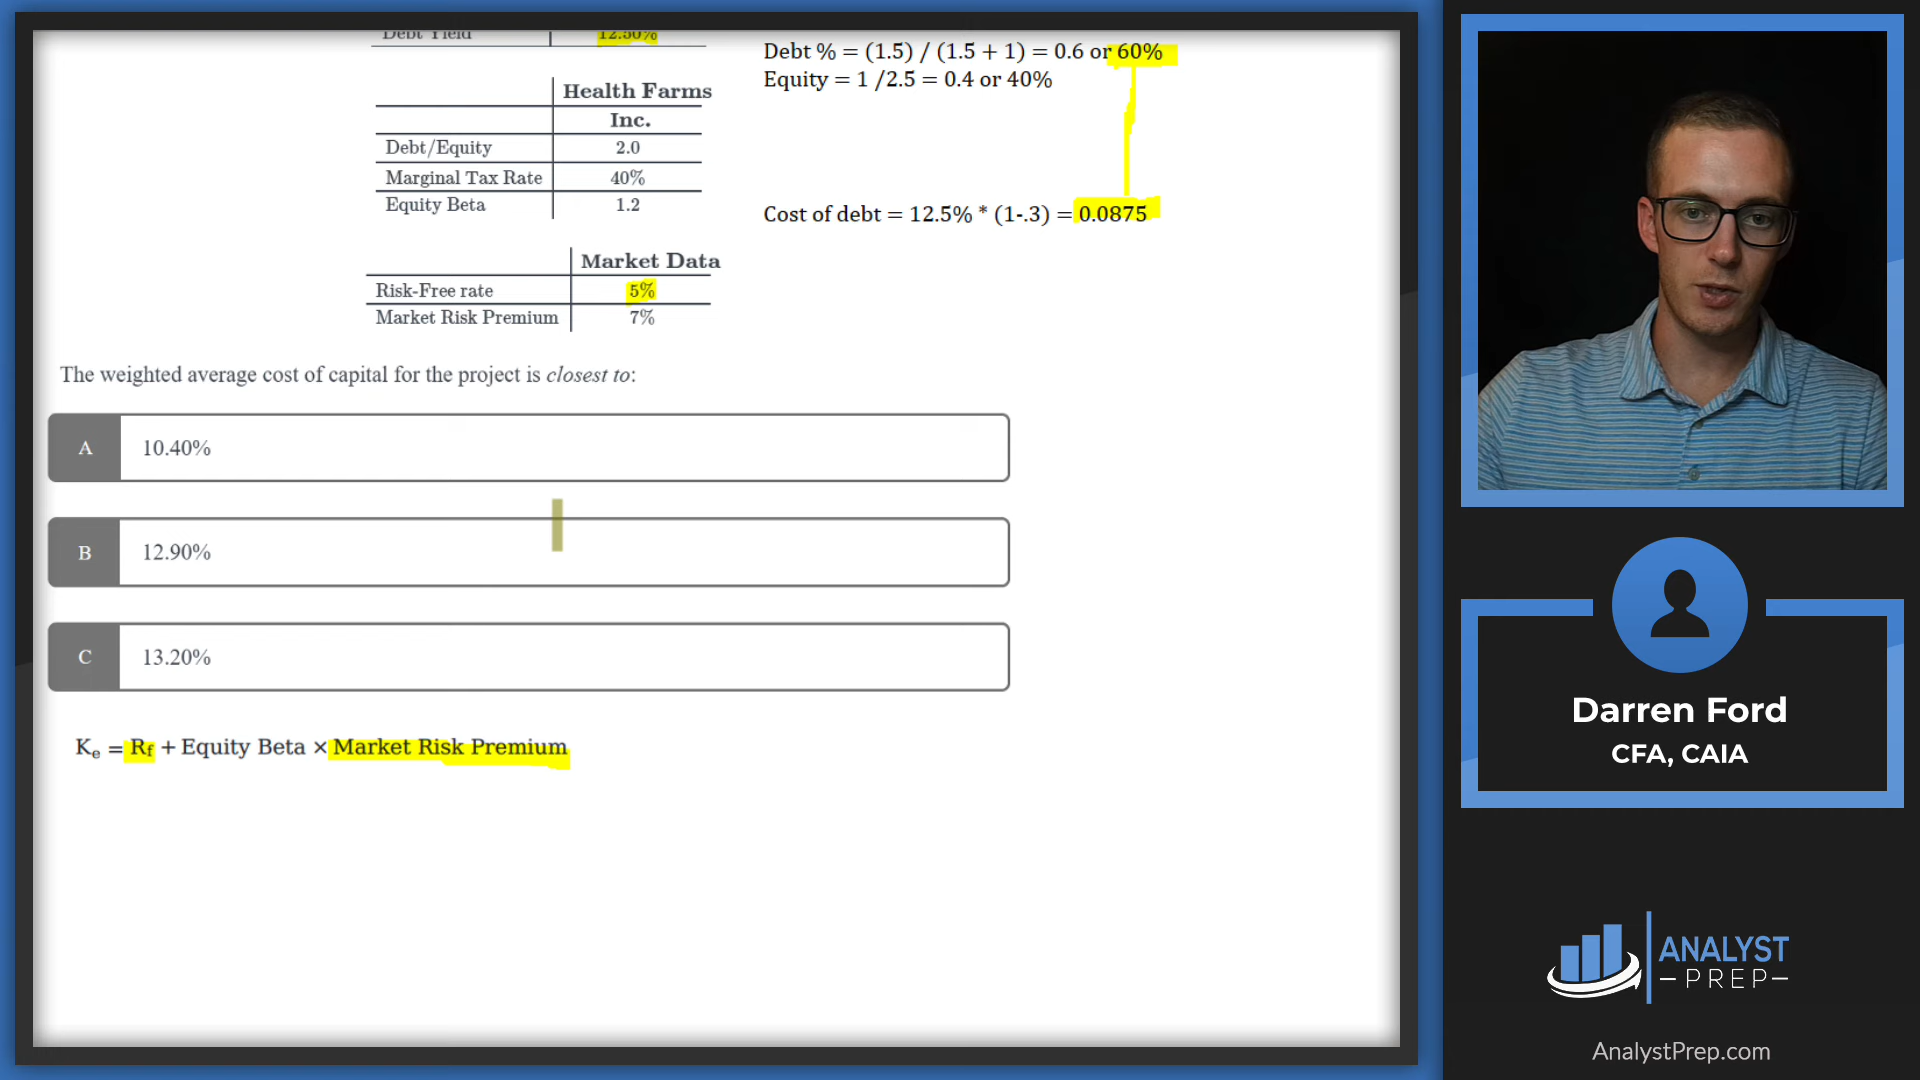 Debt Yield 12.50%
Debt % = (1.5) / (1.5 + 1) = 0.6 or 60%
Equity = 1 /2.5 = 0.4 or 40%
Health Farms
Inc.
Debt/Equity 2.0
Marginal Tax Rate 40%
Equity Beta 1.2
Cost of debt = 12.5% * (1-.3) = 0.0875
Market Data
Risk-Free rate 5%
Market Risk Premium 7%
The weighted average cost of capital for the project is closest to:
A 10.40%
B 12.90%
C 13.20%
Ke = Rf + Equity Beta × Market Risk Premium
Darren Ford
CFA, CAIA
ANALYST
PREP
AnalystPrep.com